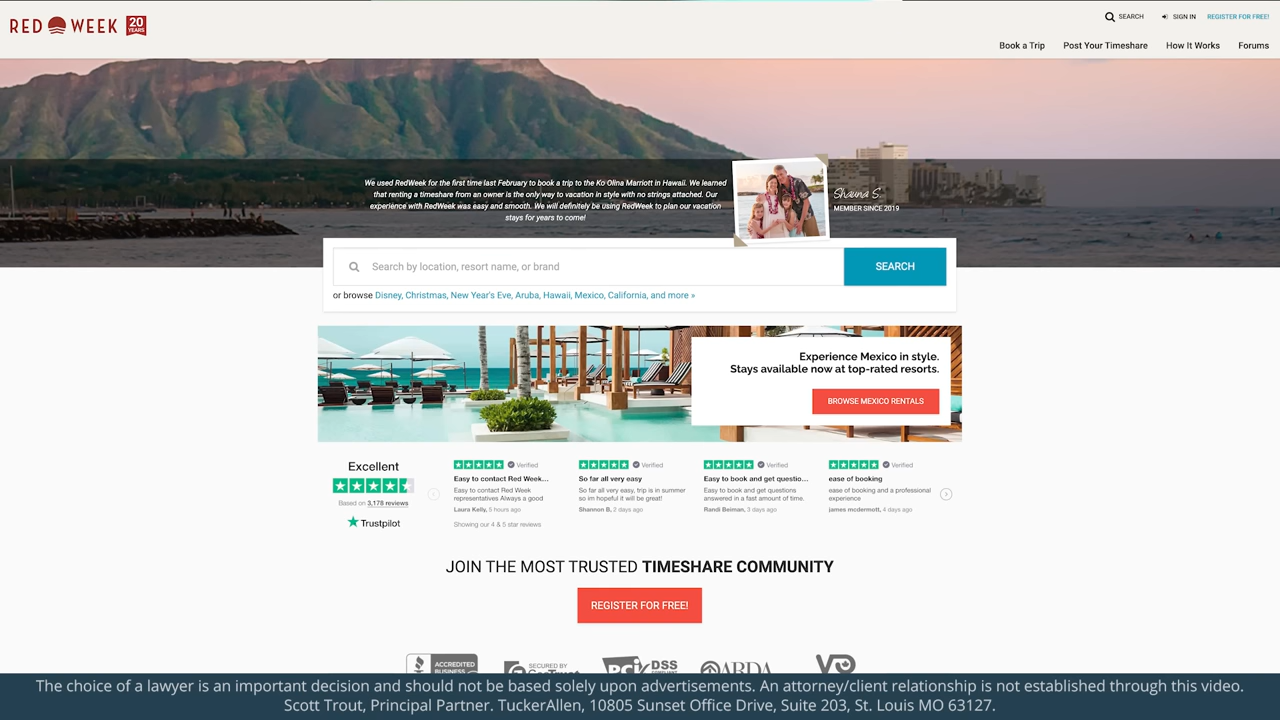 RED WEEK 20 YEARS
SEARCH SIGN IN REGISTER FOR FREE!
Book a Trip Post Your Timeshare How It Works Forums
We used RedWeek for the first time last February to book a trip to the Ko Olina Marriott in Hawaii. We learned
that renting a timeshare from an owner is the only way to vacation in style with no strings attached. Our
experience with RedWeek was easy and smooth. We will definitely be using RedWeek to plan our vacation
stays for years to come!
Shauna S.
MEMBER SINCE 2019
Search by location, resort name, or brand
SEARCH
or browse Disney, Christmas, New Year's Eve, Aruba, Hawaii, Mexico, California, and more »
Experience Mexico in style.
Stays available now at top-rated resorts.
BROWSE MEXICO RENTALS
Excellent
Based on 3,178 reviews
Trustpilot
Verified
Easy to contact Red Week...
Easy to contact Red Week
representatives Always a good
Laura Kelly, 5 hours ago
Showing our 4 & 5 star reviews
Verified
So far all very easy
So far all very easy, trip is in summer
so im hopeful it will be great!
Shannon B, 2 days ago
Verified
Easy to book and get questio...
Easy to book and get questions
answered in a fast amount of time.
Randi Beiman, 3 days ago
Verified
ease of booking
ease of booking and a professional
experience
james mcdermott, 4 days ago
JOIN THE MOST TRUSTED TIMESHARE COMMUNITY
REGISTER FOR FREE!
ACCREDITED
BUSINESS
SECURED BY
PCI DSS
ARDA
The choice of a lawyer is an important decision and should not be based solely upon advertisements. An attorney/client relationship is not established through this video.
Scott Trout, Principal Partner. TuckerAllen, 10805 Sunset Office Drive, Suite 203, St. Louis MO 63127.